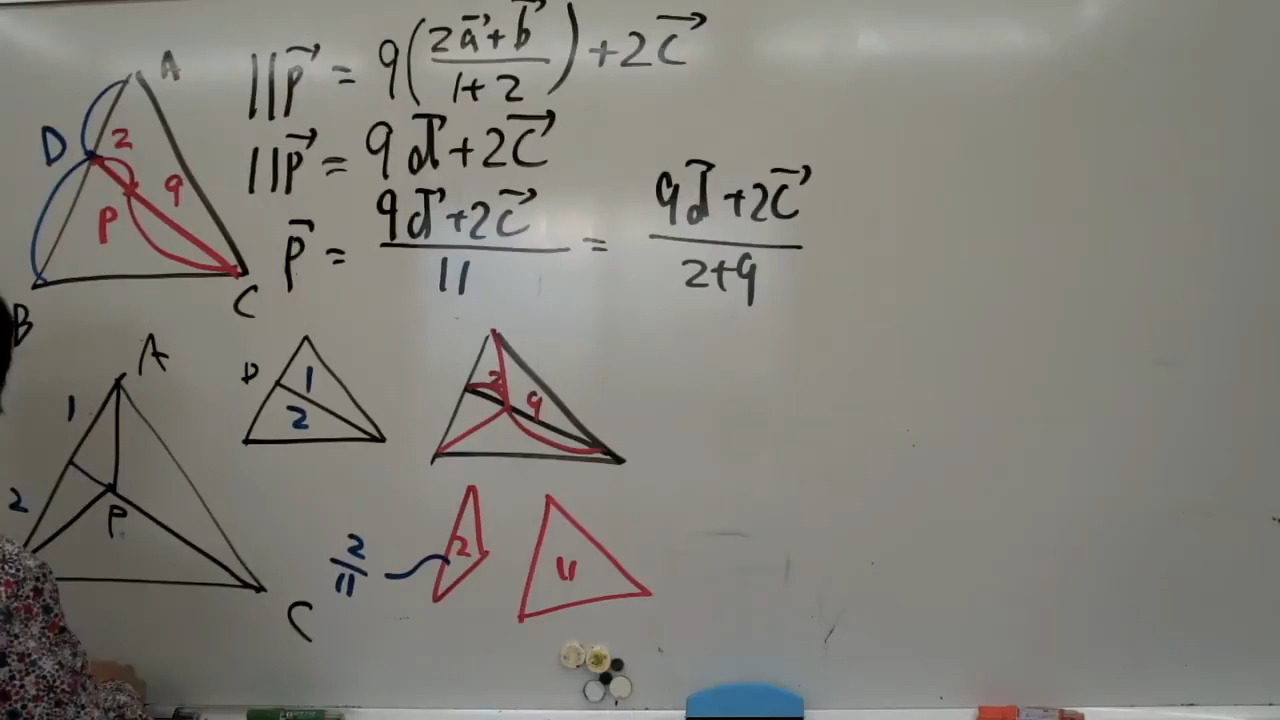 11p⃗ = 9(2a⃗+b⃗/1+2)+2c⃗
11p⃗ = 9d⃗+2c⃗
p⃗ = 9d⃗+2c⃗/11 = 9d⃗+2c⃗/2+9
A
D 2
9
P
B
C
A
1
2
P
C
D 1
2
2
9
2/11
2
11